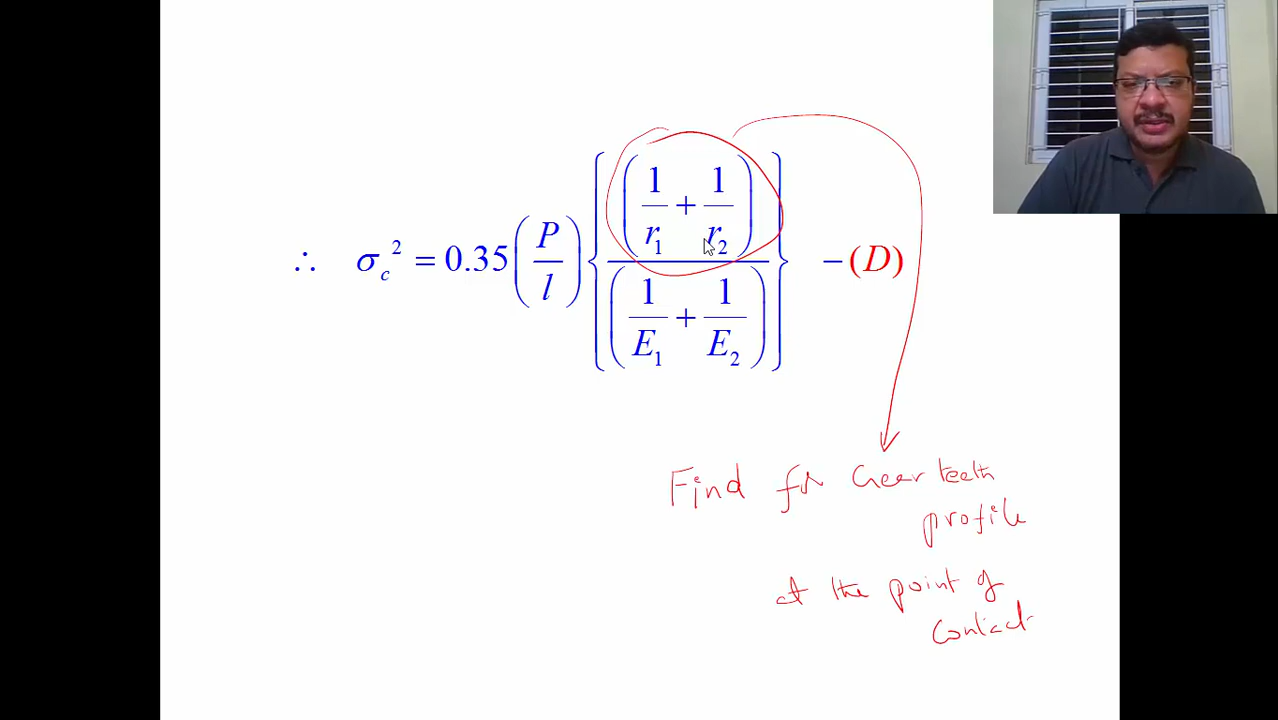 ∴ σc² = 0.35 (P/l) {(1/r₁ + 1/r₂) / (1/E₁ + 1/E₂)} – (D)
Find for Gear teeth
profile
at the point of
contact